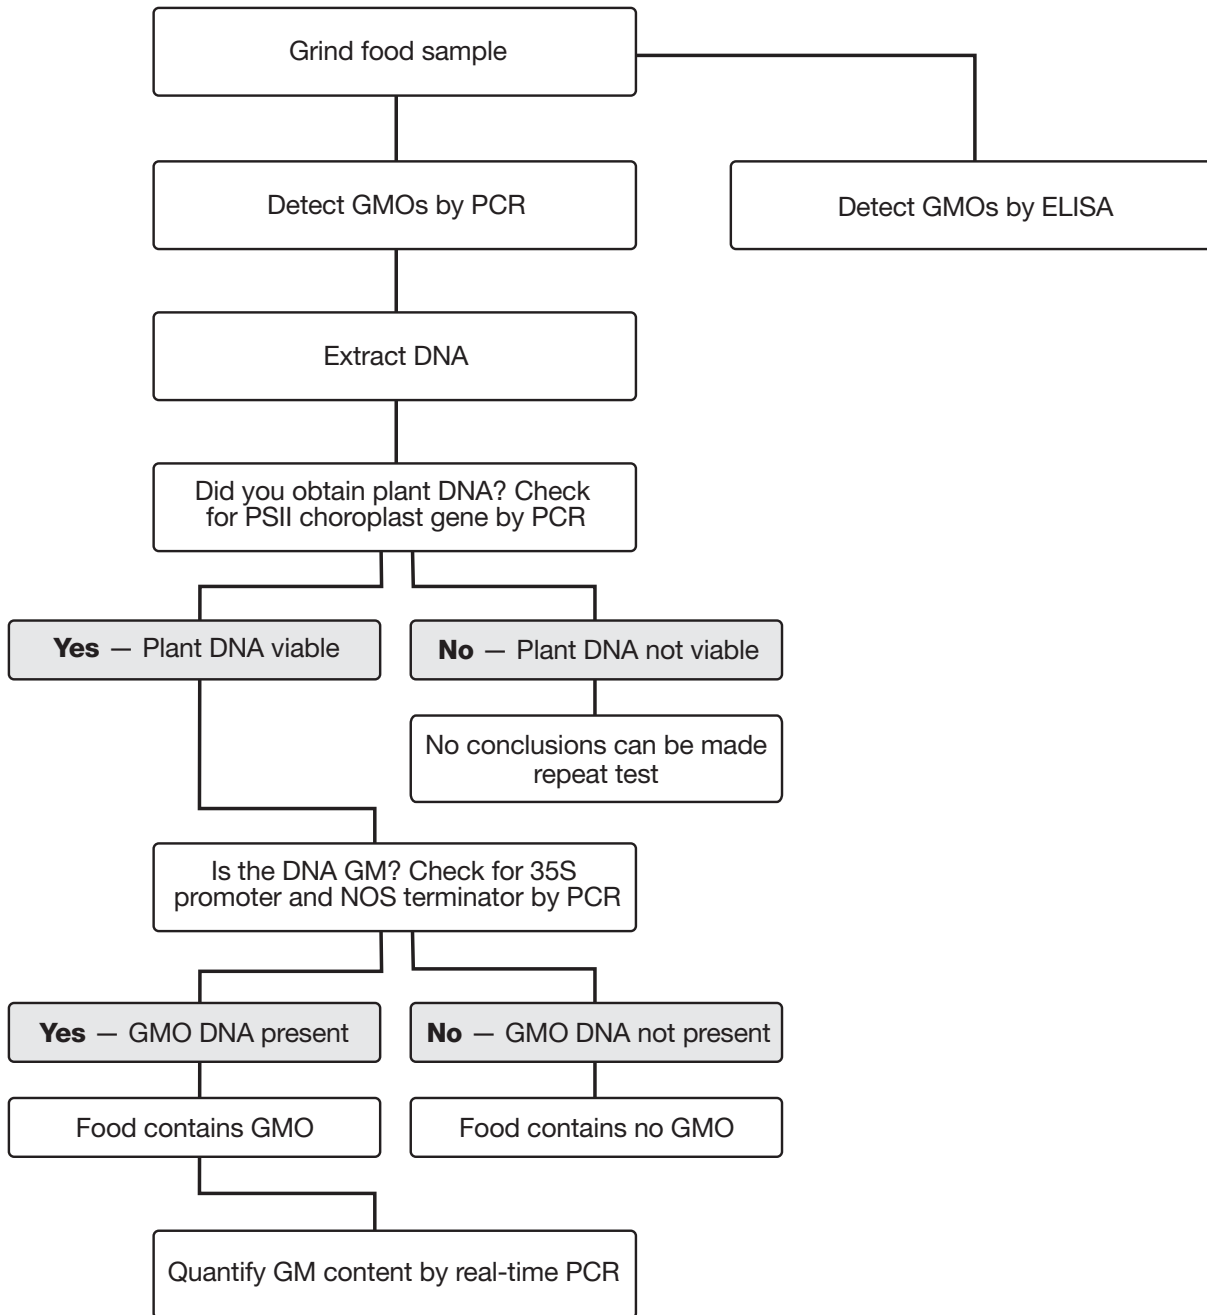 Grind food sample
Detect GMOs by PCR
Detect GMOs by ELISA
Extract DNA
Did you obtain plant DNA? Check
for PSII choroplast gene by PCR
Yes — Plant DNA viable
No — Plant DNA not viable
No conclusions can be made
repeat test
Is the DNA GM? Check for 35S
promoter and NOS terminator by PCR
Yes — GMO DNA present
No — GMO DNA not present
Food contains GMO
Food contains no GMO
Quantify GM content by real-time PCR